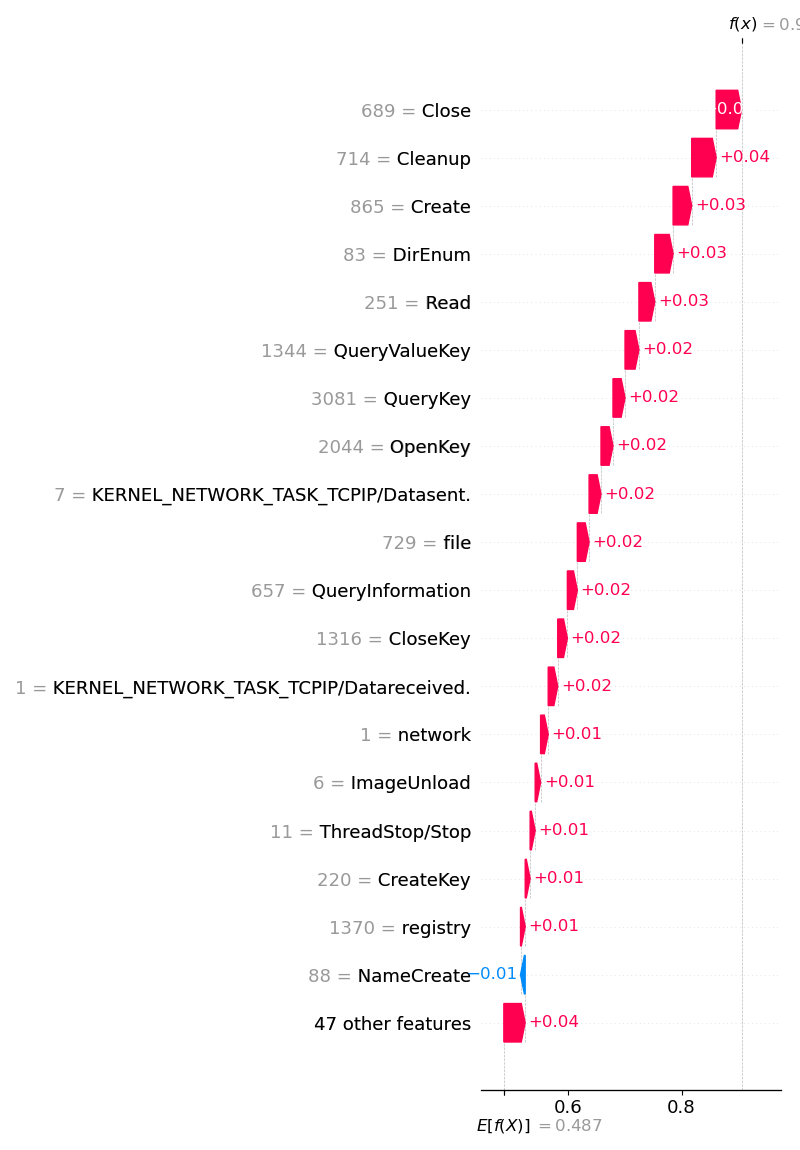 f(x) = 0.9
689 = Close
0.0
714 = Cleanup
+0.04
865 = Create
+0.03
83 = DirEnum
+0.03
251 = Read
+0.03
1344 = QueryValueKey
+0.02
3081 = QueryKey
+0.02
2044 = OpenKey
+0.02
7 = KERNEL_NETWORK_TASK_TCPIP/Datasent.
+0.02
729 = file
+0.02
657 = QueryInformation
+0.02
1316 = CloseKey
+0.02
1 = KERNEL_NETWORK_TASK_TCPIP/Datareceived.
+0.02
1 = network
+0.01
6 = ImageUnload
+0.01
11 = ThreadStop/Stop
+0.01
220 = CreateKey
+0.01
1370 = registry
+0.01
88 = NameCreate
−0.01
47 other features
+0.04
0.6
0.8
E[f(X)] = 0.487